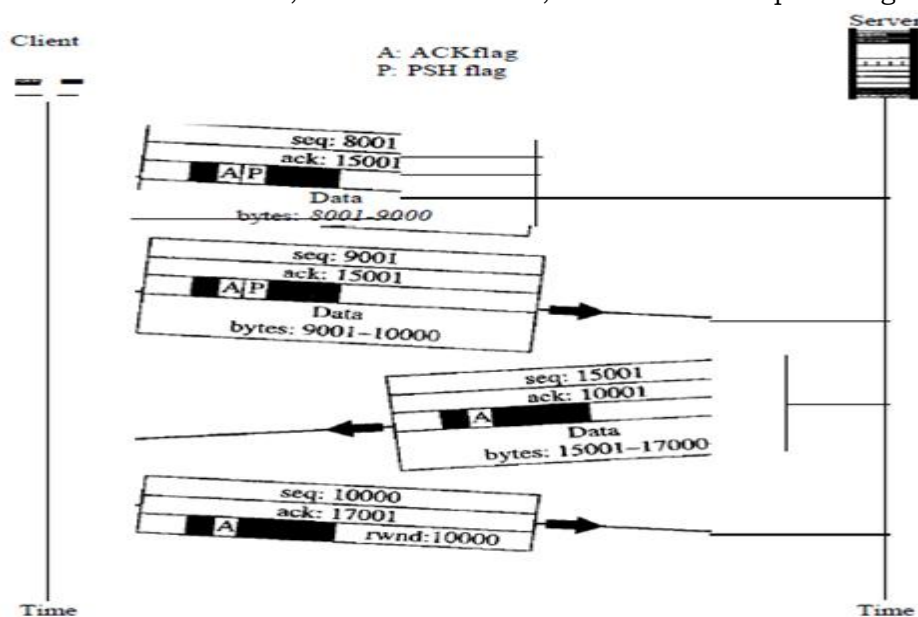 Server
Client
A: ACKflag
P: PSH flag
seq: 8001
ack: 15001
A P
Data
bytes: 8001-9000
seq: 9001
ack: 15001
A P
Data
bytes: 9001–10000
seq: 15001
ack: 10001
A
Data
bytes: 15001–17000
seq: 10000
ack: 17001
A
rwnd:10000
Time
Time